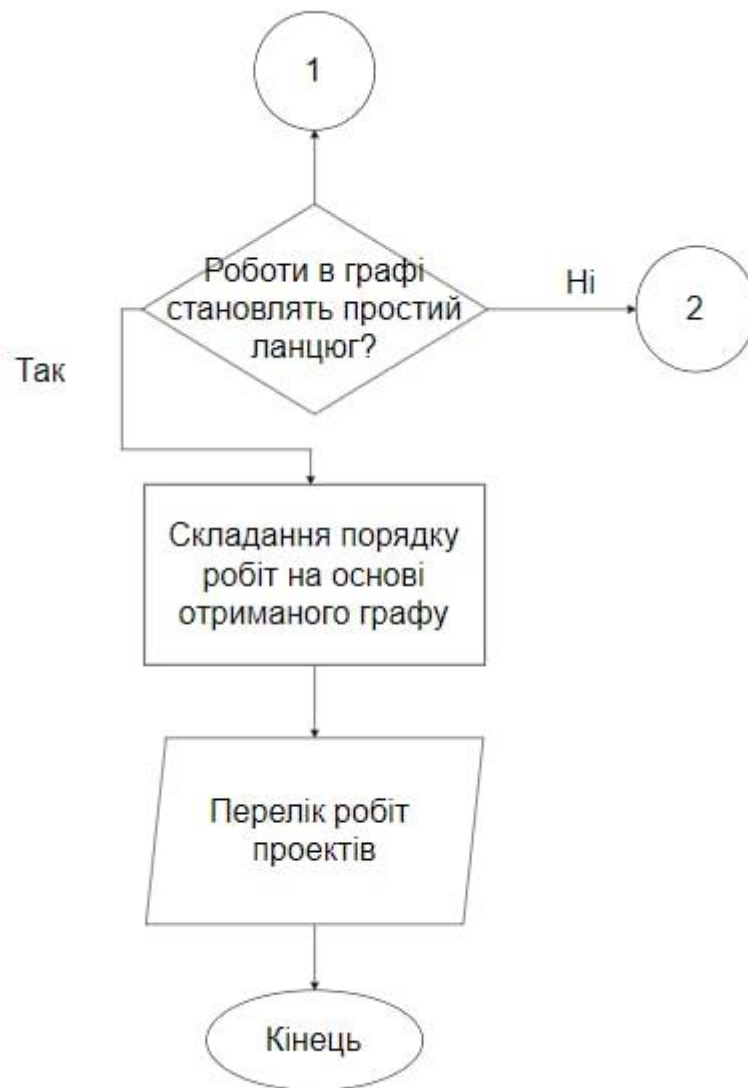 1
Роботи в графі
становлять простий
ланцюг?
Ні
2
Так
Складання порядку
робіт на основі
отриманого графу
Перелік робіт
проектів
Кінець